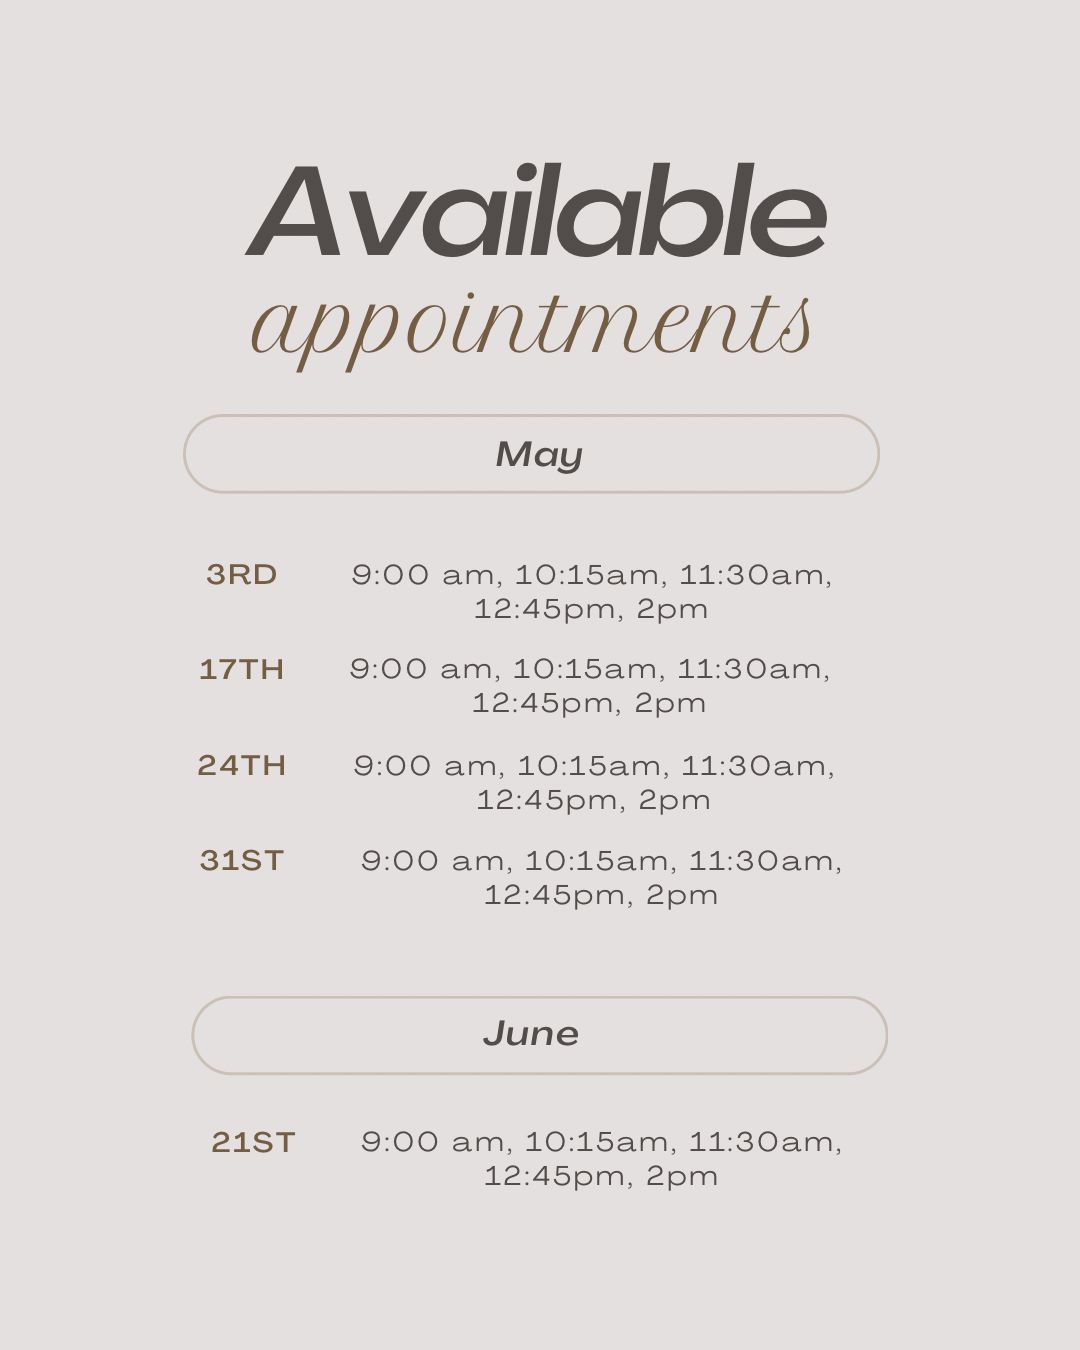 Available
appointments
May
3RD 9:00 am, 10:15am, 11:30am,
12:45pm, 2pm
17TH 9:00 am, 10:15am, 11:30am,
12:45pm, 2pm
24TH 9:00 am, 10:15am, 11:30am,
12:45pm, 2pm
31ST 9:00 am, 10:15am, 11:30am,
12:45pm, 2pm
June
21ST 9:00 am, 10:15am, 11:30am,
12:45pm, 2pm